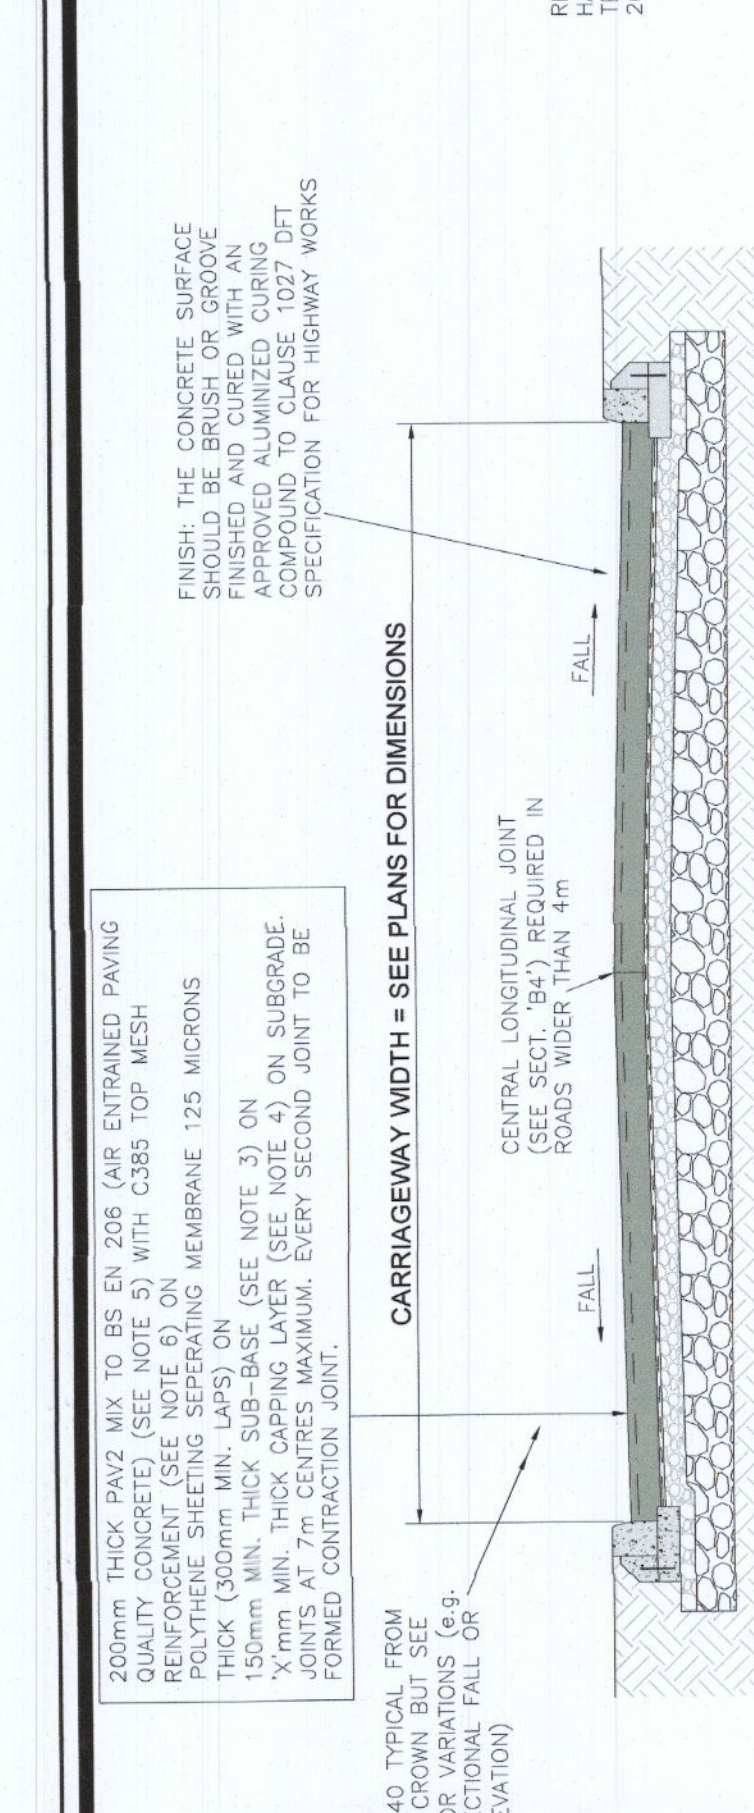 200mm THICK PAV2 MIX TO BS EN 206 (AIR ENTRAINED PAVING
QUALITY CONCRETE) (SEE NOTE 5) WITH C385 TOP MESH
REINFORCEMENT (SEE NOTE 6) ON
POLYTHENE SHEETING SEPERATING MEMBRANE 125 MICRONS
THICK (300mm MIN. LAPS) ON
150mm MIN. THICK SUB-BASE (SEE NOTE 3) ON
'X'mm MIN. THICK CAPPING LAYER (SEE NOTE 4) ON SUBGRADE.
JOINTS AT 7m CENTRES MAXIMUM. EVERY SECOND JOINT TO BE
FORMED CONTRACTION JOINT.
FINISH: THE CONCRETE SURFACE
SHOULD BE BRUSH OR GROOVE
FINISHED AND CURED WITH AN
APPROVED ALUMINIZED CURING
COMPOUND TO CLAUSE 1027 DFT
SPECIFICATION FOR HIGHWAY WORKS
CARRIAGEWAY WIDTH = SEE PLANS FOR DIMENSIONS
40 TYPICAL FROM
CROWN BUT SEE
OR VARIATIONS (e.g.
CTIONAL FALL OR
EVATION)
FALL
CENTRAL LONGITUDINAL JOINT
(SEE SECT. 'B4') REQUIRED IN
ROADS WIDER THAN 4m
FALL